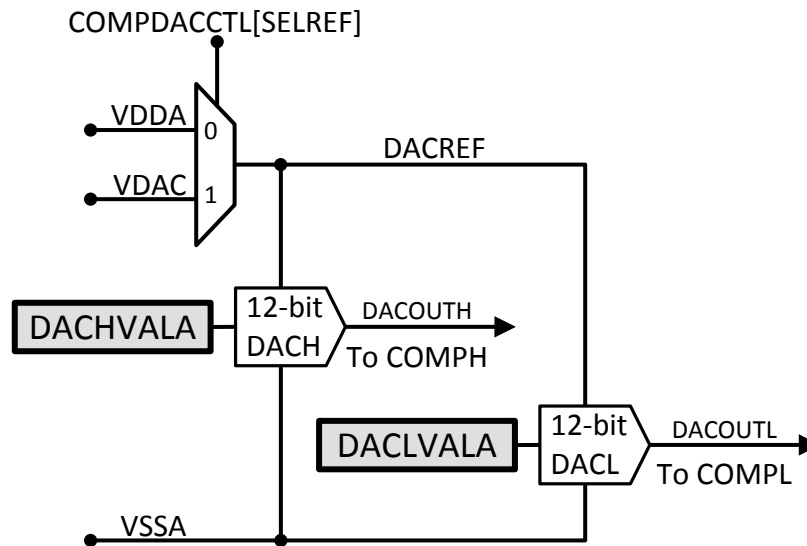 COMPDACCTL[SELREF]
VDDA
0
VDAC
1
DACREF
DACHVALA
12-bit
DACH
DACOUTH
To COMPH
DACLVALA
12-bit
DACL
DACOUTL
To COMPL
VSSA